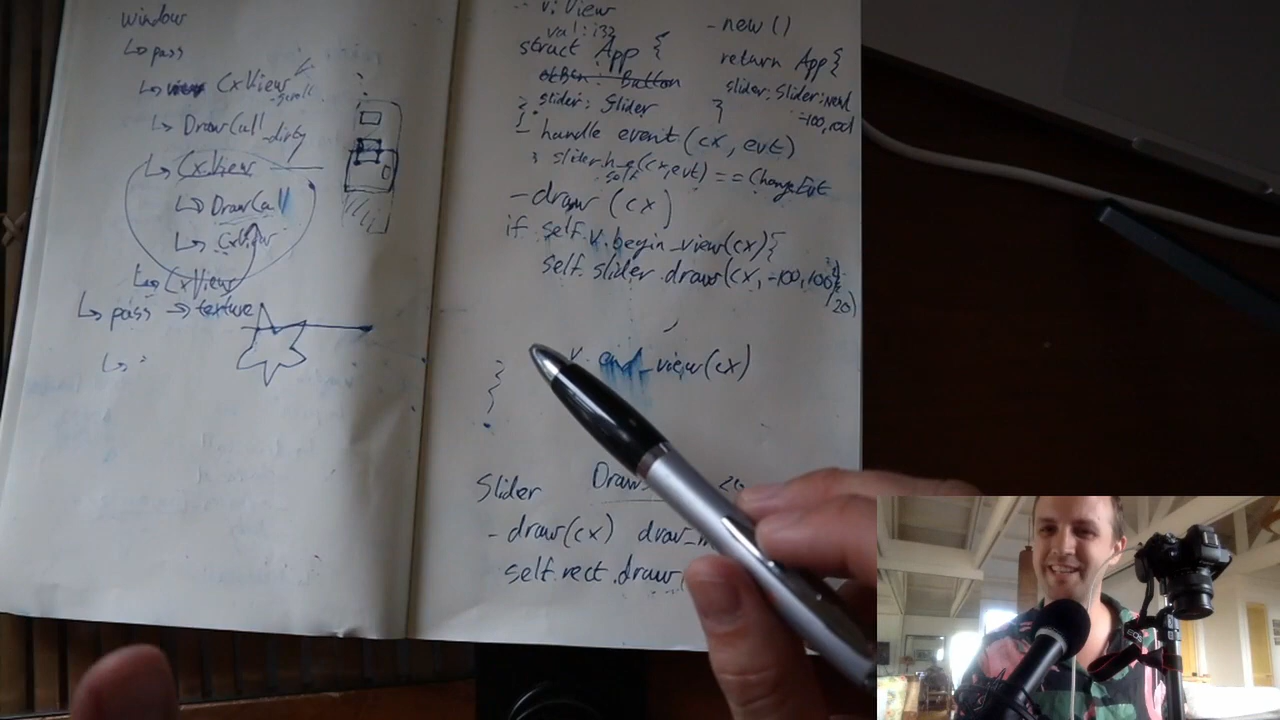 window
↳ pass
↳ CxView
-scroll
↳ DrawCall
-dirty
↳ CxView
↳ DrawCall
↳ CxView
↳ CxView
↳ pass → texture
↳ :
v: View
val: i32
struct App {
: Button
slider: Slider
}
- handle event (cx, evt)
slider.h_e(cx, evt) == ChangeEvt
self
- draw (cx)
if self.v.begin_view(cx){
self.slider.draw(cx, -100, 100
20)
v. end_view(cx)
}
- new ()
return App {
slider: Slider::new
-100, 100
}
Slider
- draw(cx)
self.rect.draw(